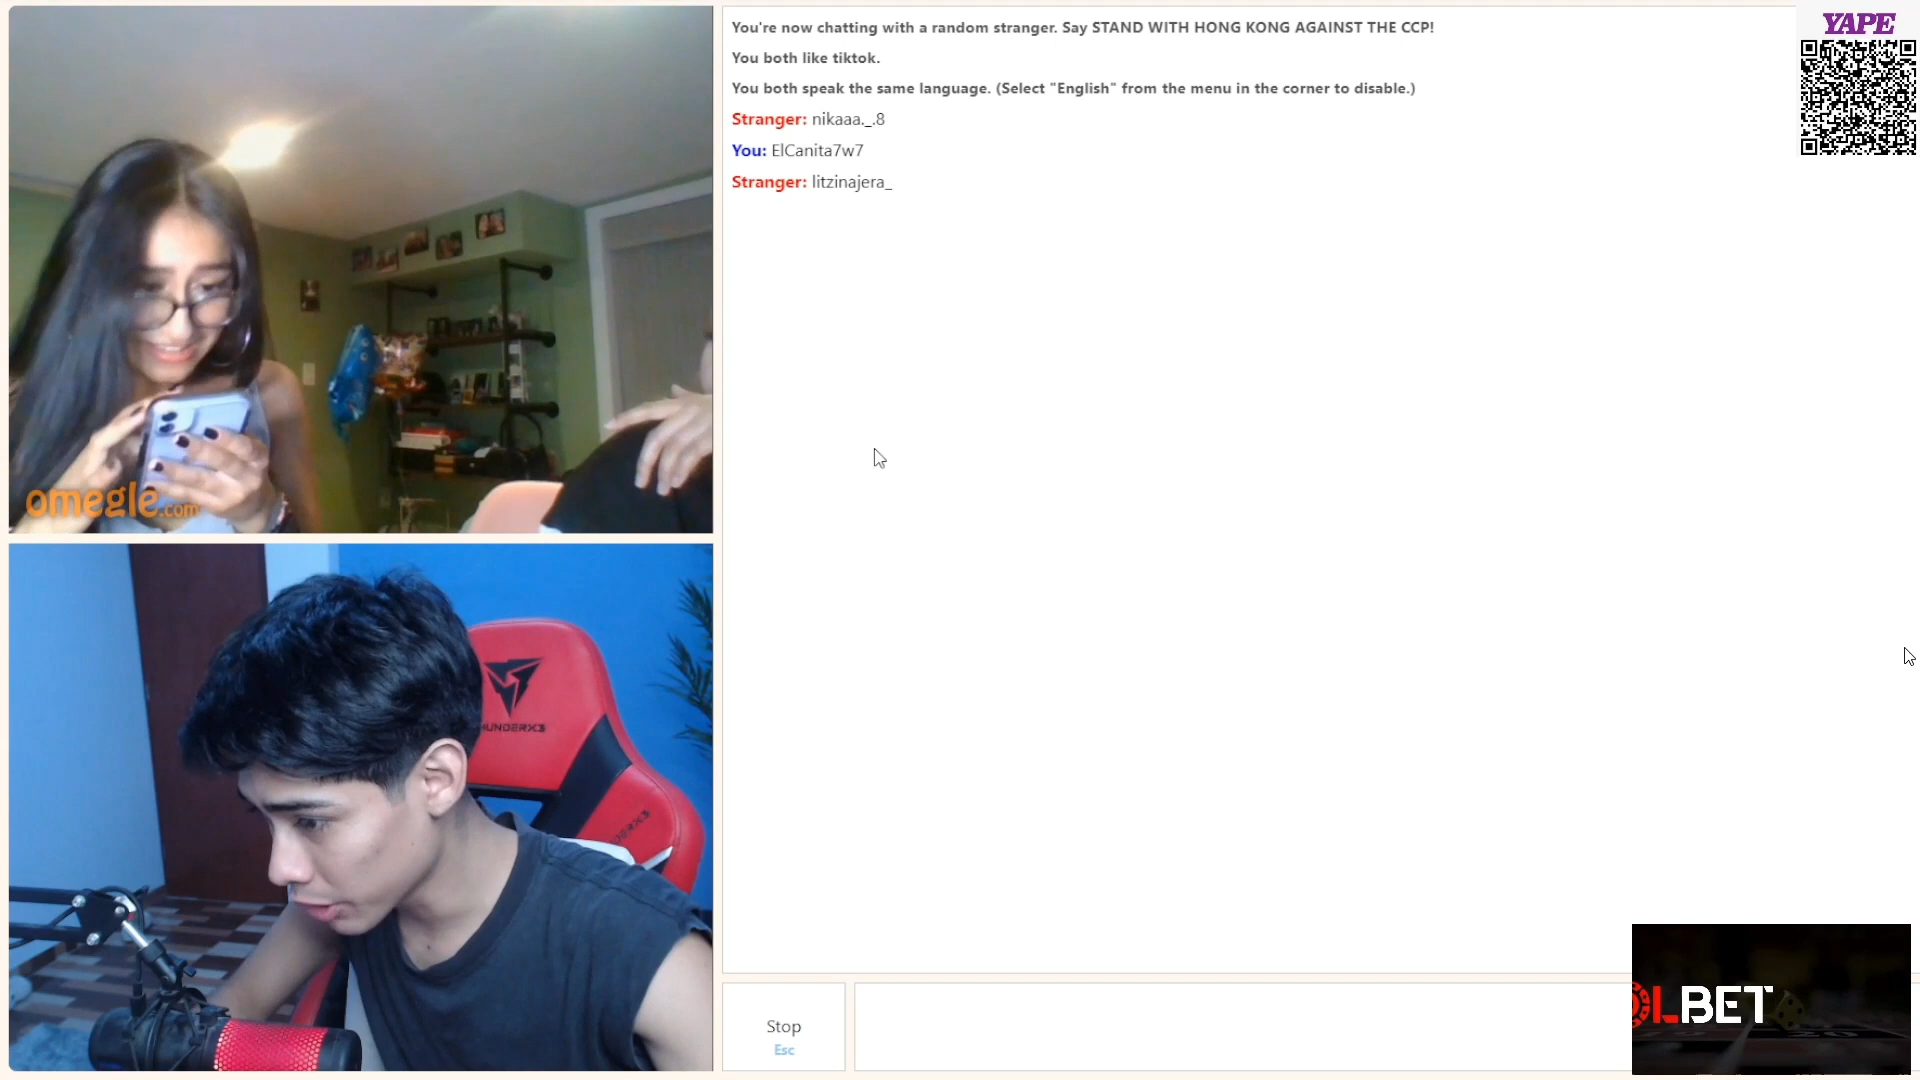 You're now chatting with a random stranger. Say STAND WITH HONG KONG AGAINST THE CCP!
You both like tiktok.
You both speak the same language. (Select "English" from the menu in the corner to disable.)
Stranger: nikaaa._.8
You: ElCanita7w7
Stranger: litzinajera_
YAPE
omegle.com
HUNDERX3
DERX3
Stop
Esc
LBET